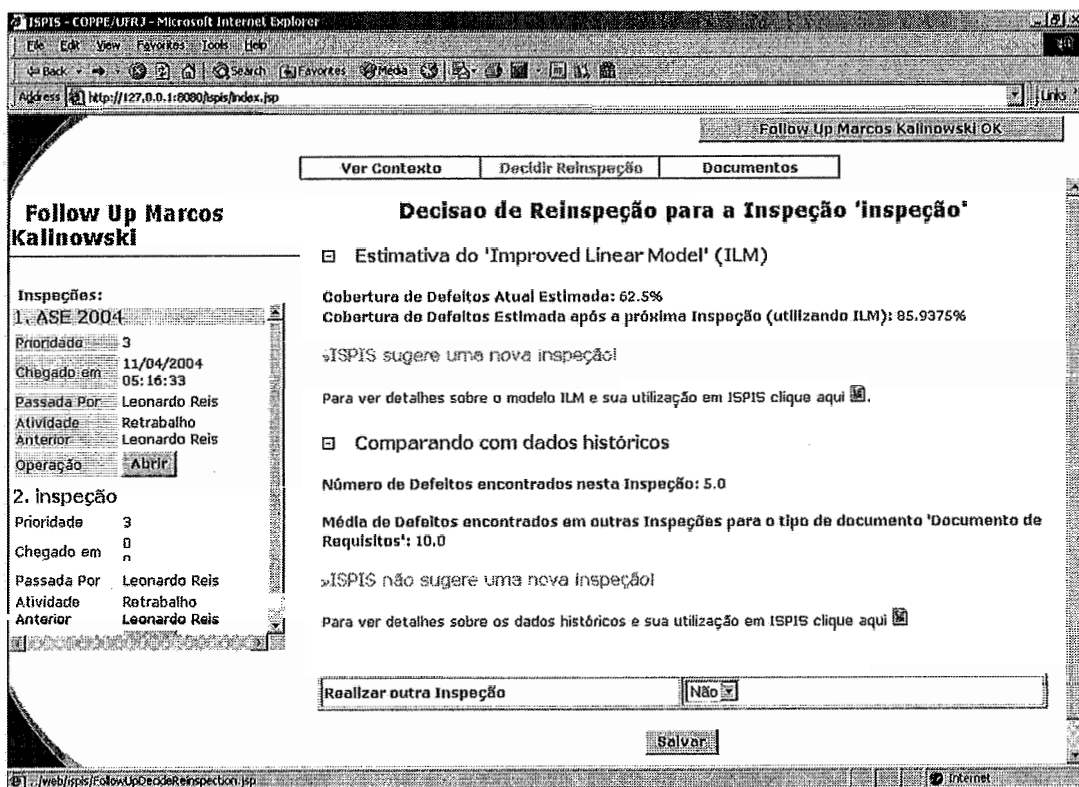 ISPIS - COPPE/UFRJ - Microsoft Internet Explorer
File Edit View Favorites Tools Help
Back Search Favorites Media
Address http://127.0.0.1:8080/ispis/index.jsp Links
Follow Up Marcos Kalinowski OK
Ver Contexto Decidir Reinspeção Documentos
Follow Up Marcos
Kalinowski
Inspeções:
1. ASE 2004
Prioridade 3
Chegado em 11/04/2004
05:16:33
Passada Por Leonardo Reis
Atividade Anterior Retrabalho
Leonardo Reis
Operação Abrir
2. inspeção
Prioridade 3
Chegado em 0
0
Passada Por Leonardo Reis
Atividade Anterior Retrabalho
Leonardo Reis
Decisao de Reinspeção para a Inspeção 'inspeção'
Estimativa do 'Improved Linear Model' (ILM)
Cobertura de Defeitos Atual Estimada: 62.5%
Cobertura de Defeitos Estimada após a próxima Inspeção (utilizando ILM): 85.9375%
»ISPIS sugere uma nova inspeção!
Para ver detalhes sobre o modelo ILM e sua utilização em ISPIS clique aqui .
Comparando com dados históricos
Número de Defeitos encontrados nesta Inspeção: 5.0
Média de Defeitos encontrados em outras Inspeções para o tipo de documento 'Documento de
Requisitos': 10.0
»ISPIS não sugere uma nova inspeção!
Para ver detalhes sobre os dados históricos e sua utilização em ISPIS clique aqui
Realizar outra Inspeção Não
Salvar
../web/ispis/FollowUpDecideReinspection.jsp Internet